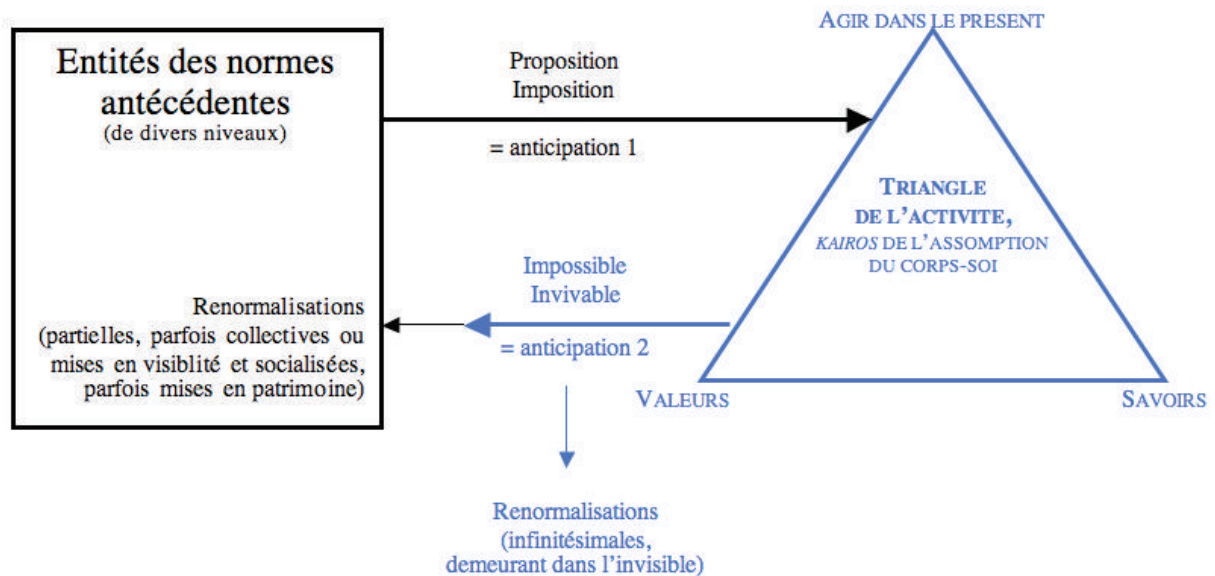 Entités des normes
antécédentes
(de divers niveaux)
Renormalisations
(partielles, parfois collectives ou
mises en visiblité et socialisées,
parfois mises en patrimoine)
Proposition
Imposition
= anticipation 1
Impossible
Invivable
= anticipation 2
Renormalisations
(infinitésimales,
demeurant dans l’invisible)
AGIR DANS LE PRESENT
TRIANGLE
DE L’ACTIVITE,
KAIROS DE L’ASSOMPTION
DU CORPS-SOI
VALEURS
SAVOIRS